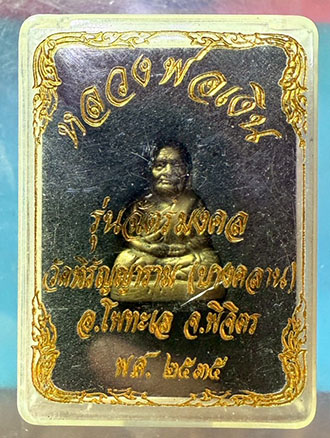 หลวงพ่อเงิน
รุ่นฉัตรมงคล
วัดหิรัญญาราม (บางคลาน)
อ.โพทะเล จ.พิจิตร
พ.ศ. ๒๕๓๕